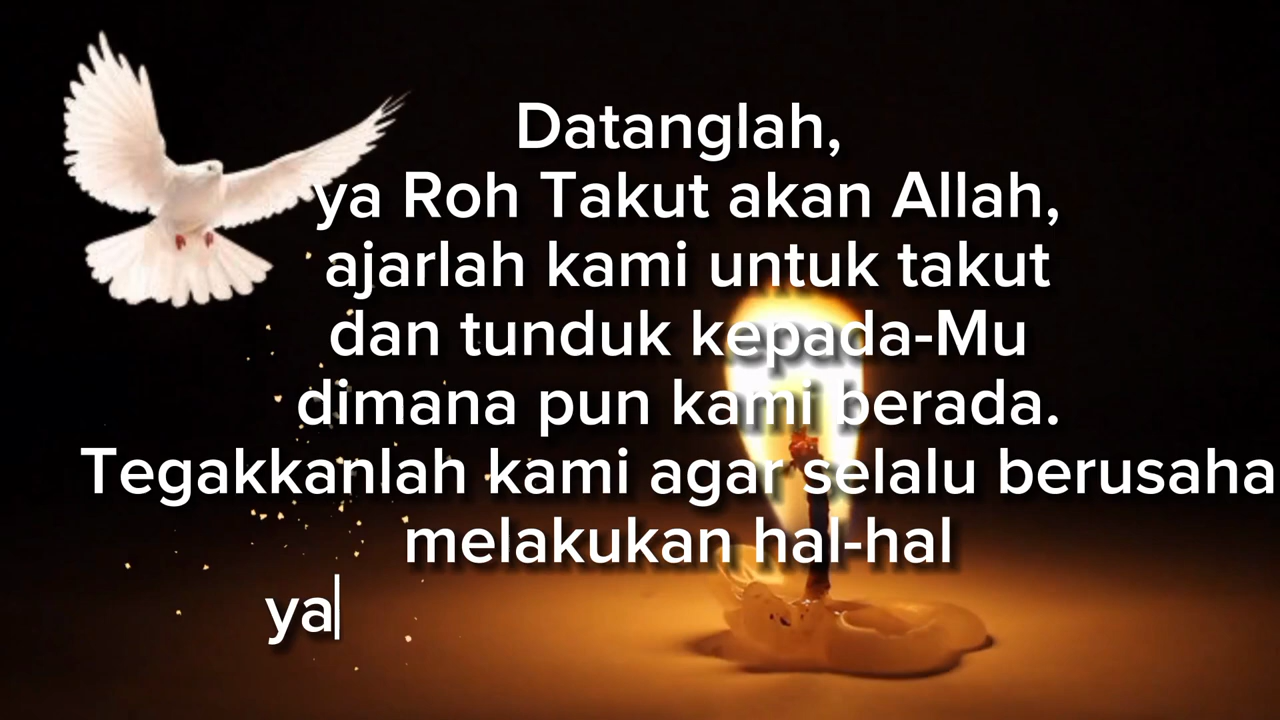 Datanglah,
ya Roh Takut akan Allah,
ajarlah kami untuk takut
dan tunduk kepada-Mu
dimana pun kami berada.
Tegakkanlah kami agar selalu berusaha
melakukan hal-hal
ya